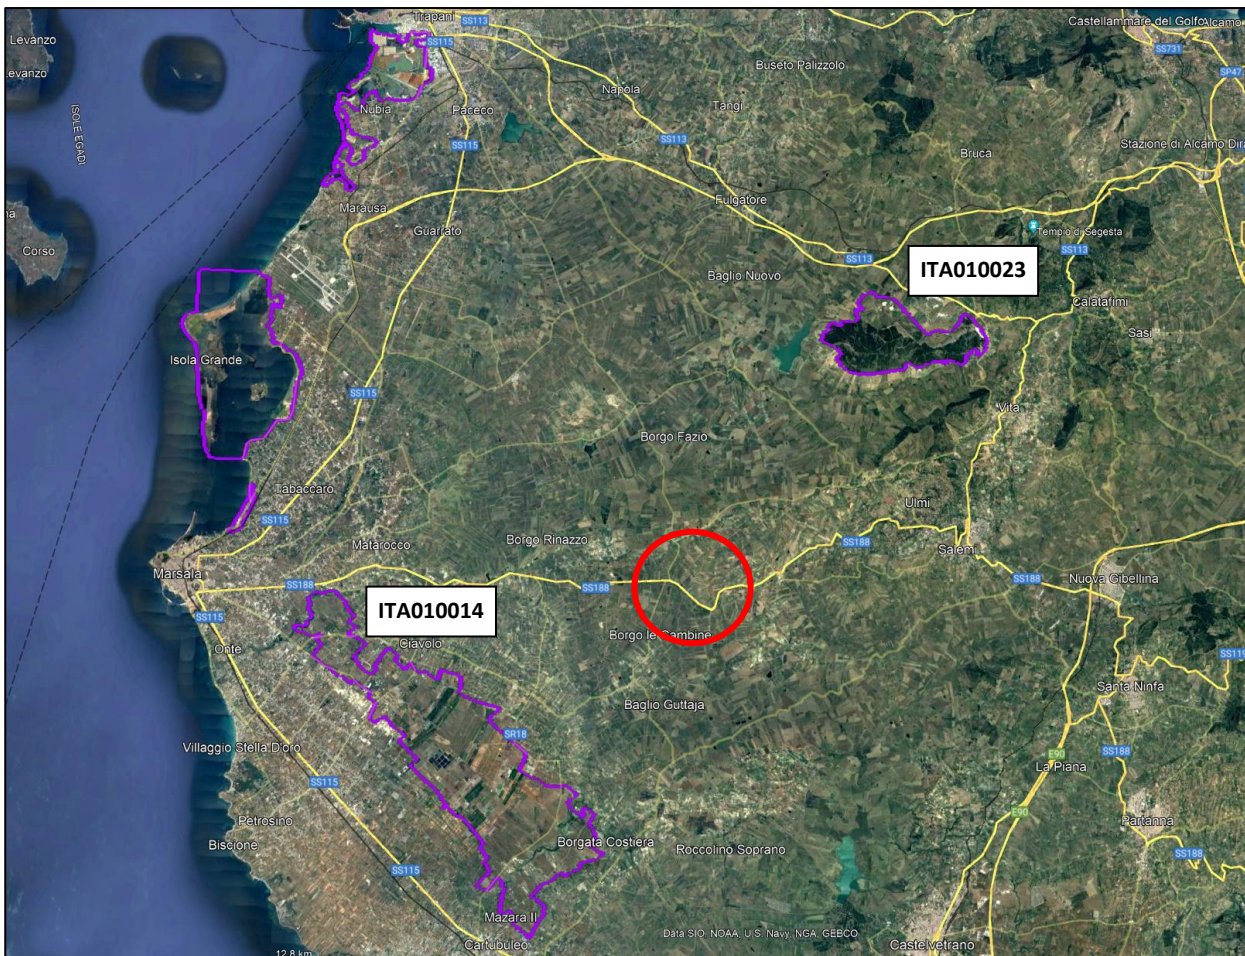 Trapani
SS113
Castellammare del Golfo
Alcamo
Levanzo
SS115
SS731
evanzo
Buseto Palizzolo
SP47
Napola
Nubia
Paceco
Tangi
ISOLE EGADI
SS113
SS115
Stazione di Alcamo Dira
Bruca
Marausa
Fulgatore
Guarrato
Tempio di Segesta
Corso
SS113
SS113
ITA010023
Baglio Nuovo
Calatafimi
Sasi
Isola Grande
SS115
Vita
Borgo Fazio
Tabaccaro
Ulmi
SS115
Matarocco
Borgo Rinazzo
SS188
Salemi
Marsala
SS188
SS188
SS188
Nuova Gibellina
ITA010014
SS115
Onte
Ciavolo
Borgo le Gambine
SS119
Santa Ninfa
Baglio Guttaja
SR18
Villaggio Stella D'oro
SS188
E90
La Piana
SS115
Petrosino
E90
Partanna
Biscione
Borgata Costiera
Roccolino Soprano
SS188
SS115
Mazara II
Data SIO, NOAA, U.S. Navy, NGA, GEBCO
Cartubuleo
Castelvetrano
12.8 km